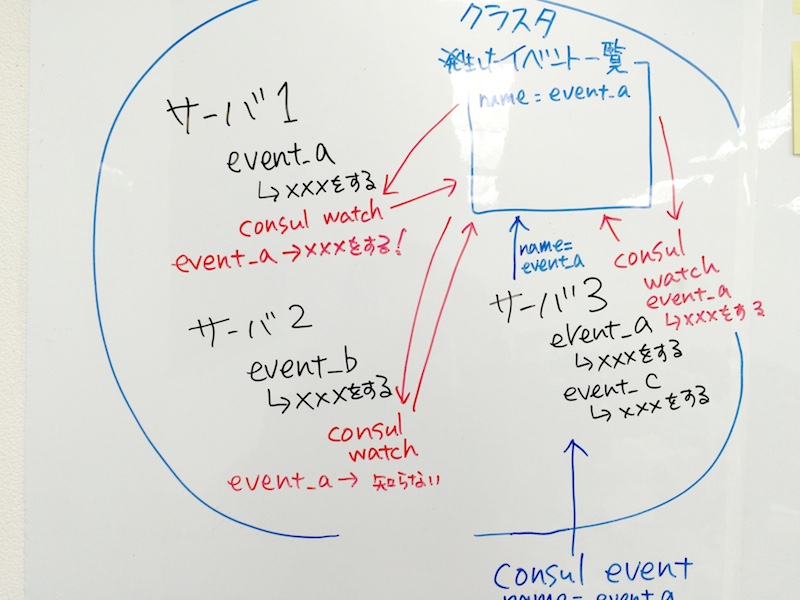 クラスタ
発生したイベント一覧
name = event_a
サーバ1
event_a
↳ xxxをする
consul watch
event_a → xxxをする!
name=
event_a
consul
watch
event_a
↳ xxxをする
サーバ2
event_b
↳ xxxをする
consul
watch
event_a → 知らない
サーバ3
event_a
↳ xxxをする
event_c
↳ xxxをする
consul event
name= event_a